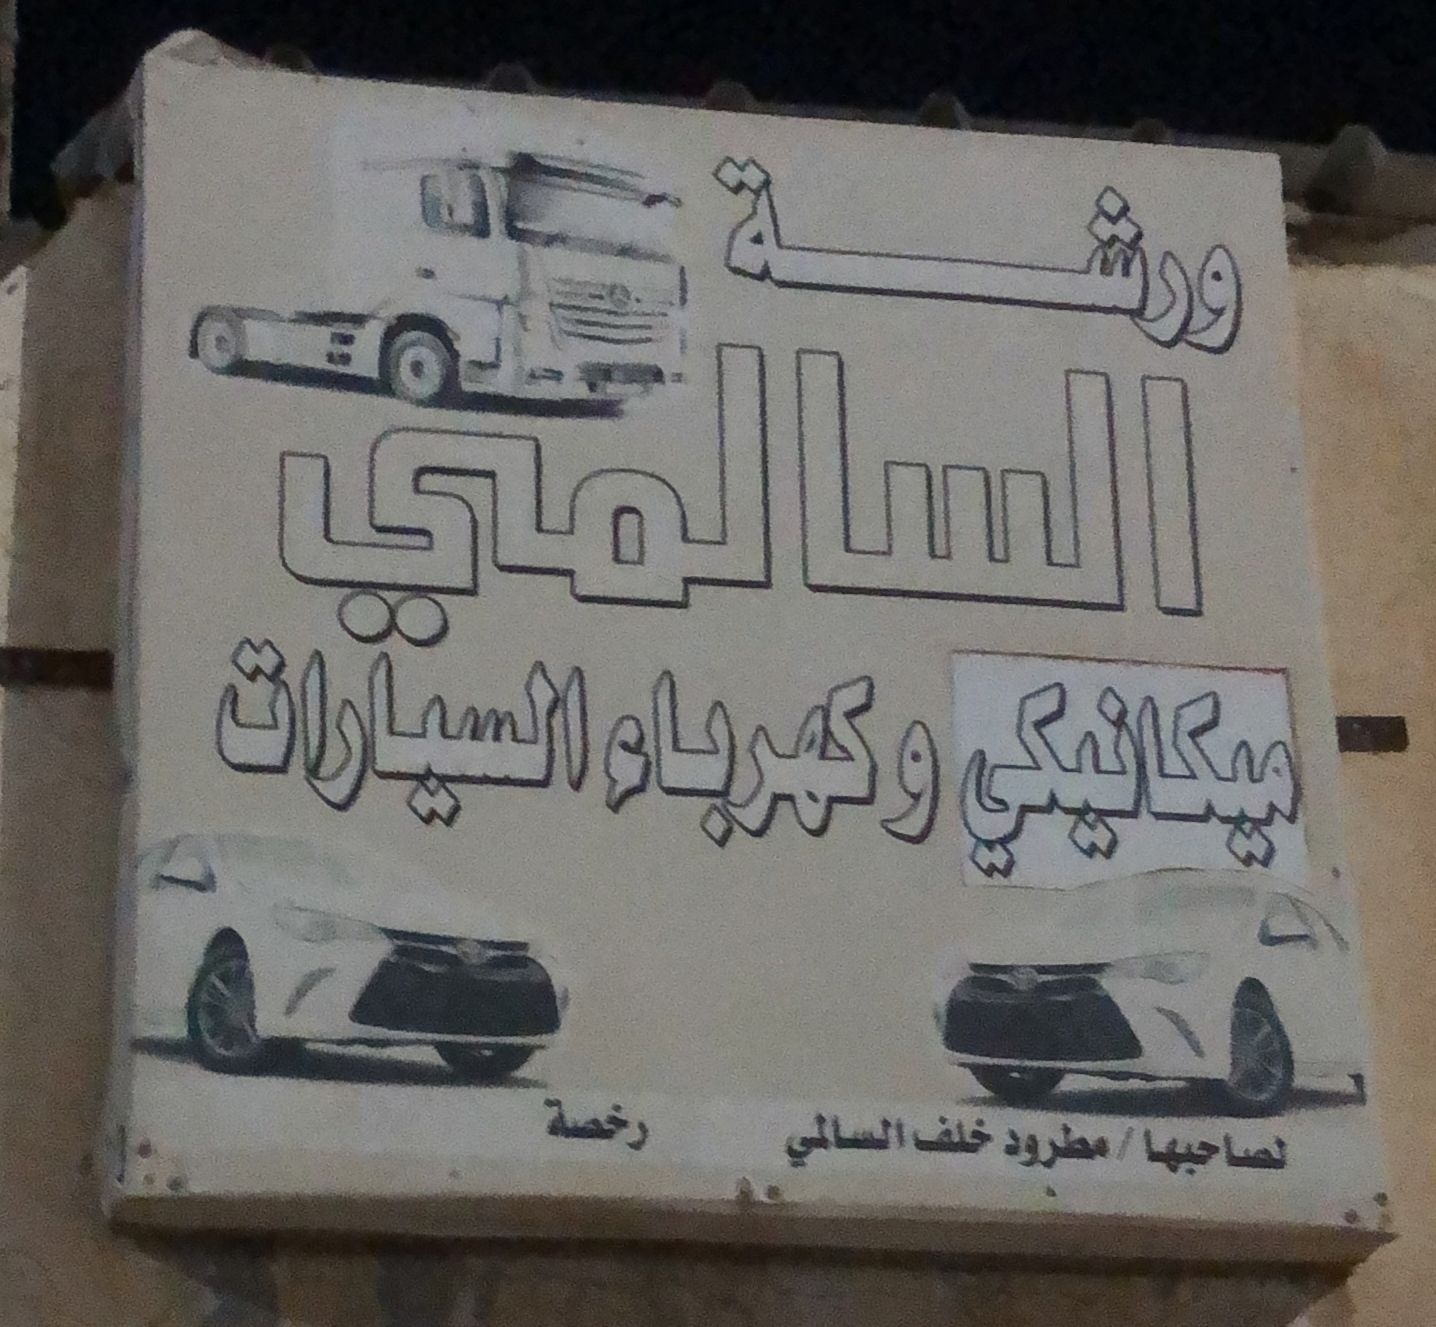 ورشة
السالمي
ميكانيكي وكهرباء السيارات
لصاحبها / مطرود خلف السالمي
رخصة